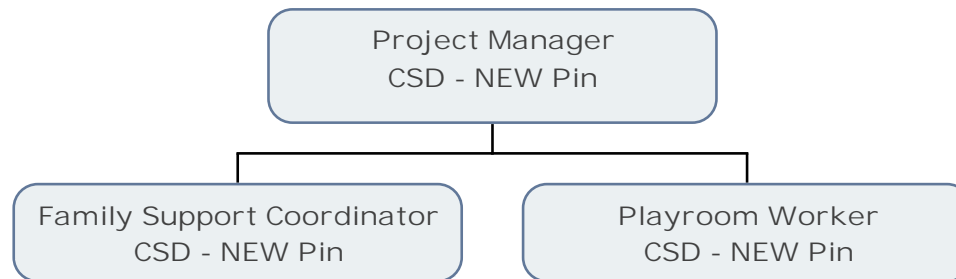 Project Manager
CSD - NEW Pin
Family Support Coordinator
CSD - NEW Pin
Playroom Worker
CSD - NEW Pin